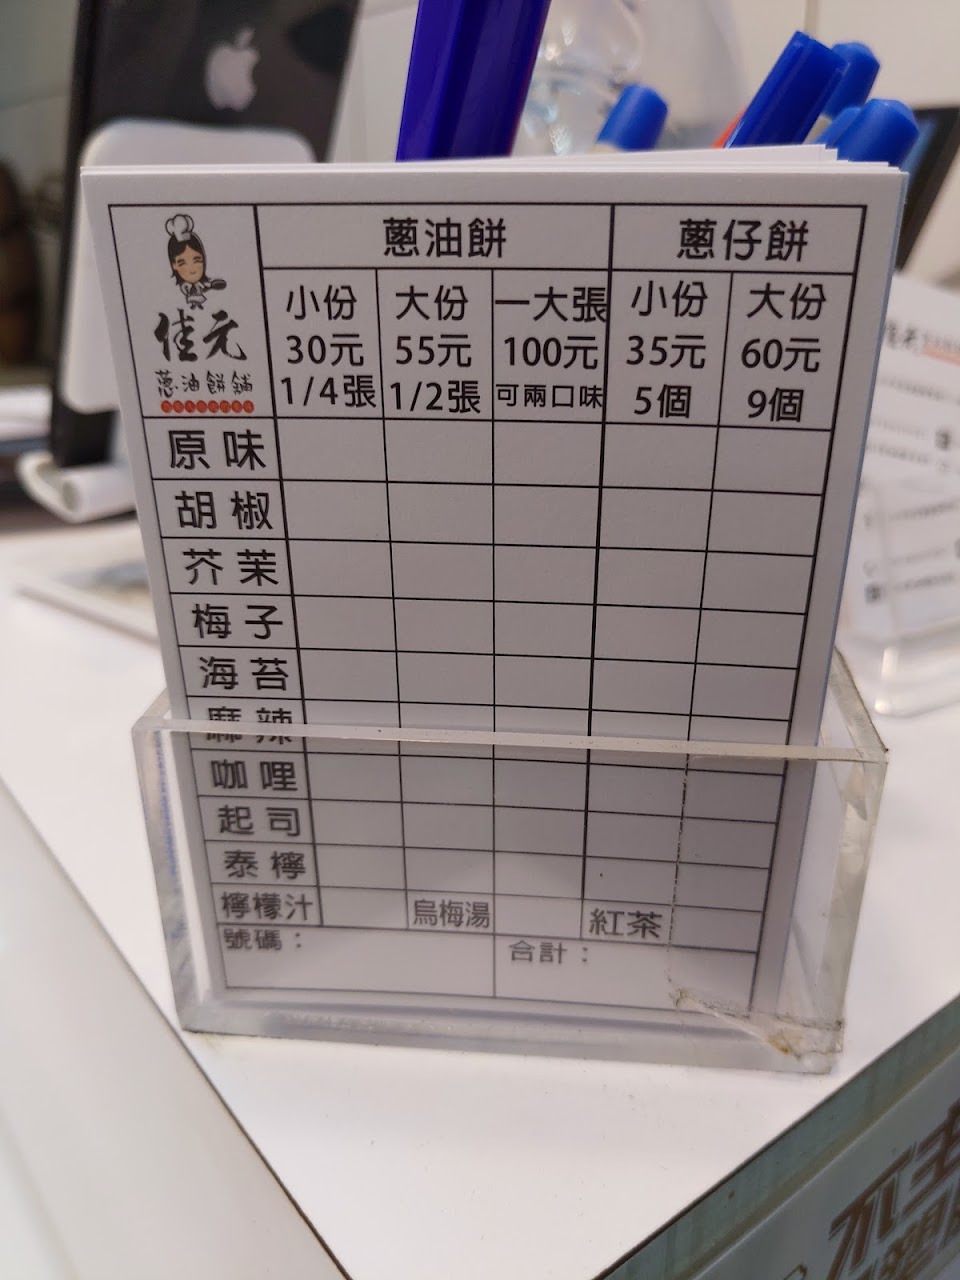 佳元
蔥油餅舖
蔥油餅
蔥仔餅
小份
30元
1/4張
大份
55元
1/2張
一大張
100元
可兩口味
小份
35元
5個
大份
60元
9個
原味
胡椒
芥茉
梅子
海苔
麻辣
咖哩
起司
泰檸
檸檬汁
烏梅湯
紅茶
號碼：
合計：